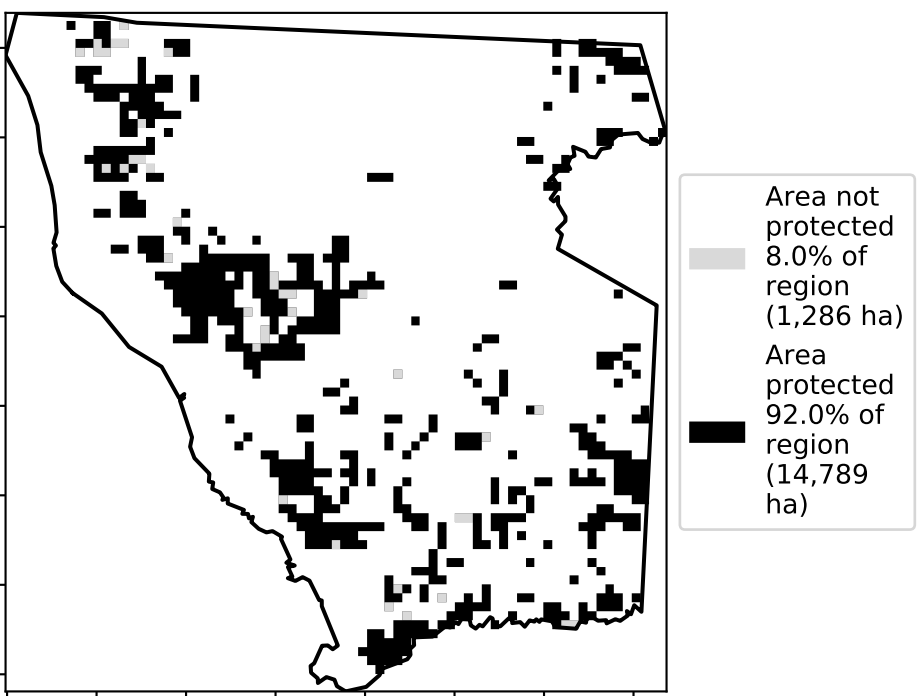 Area not
protected
8.0% of
region
(1,286 ha)
Area
protected
92.0% of
region
(14,789
ha)